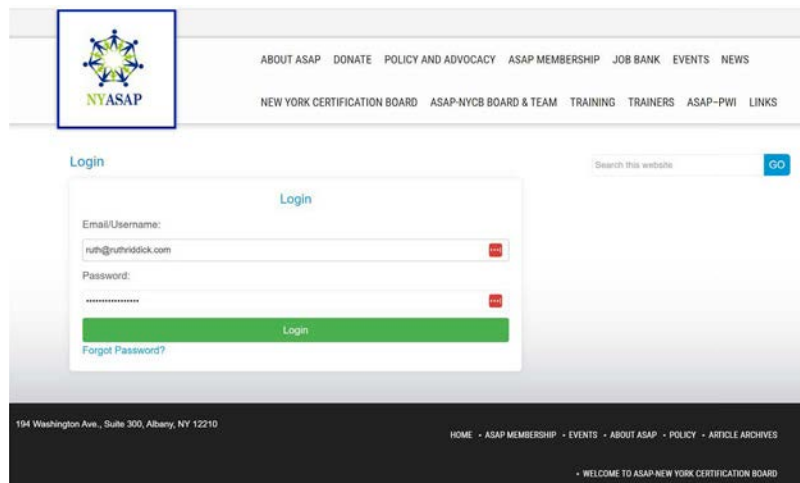 NYASAP
ABOUT ASAP DONATE POLICY AND ADVOCACY ASAP MEMBERSHIP JOB BANK EVENTS NEWS
NEW YORK CERTIFICATION BOARD ASAP-NYCB BOARD & TEAM TRAINING TRAINERS ASAP-PWI LINKS
Login
Search this website GO
Login
Email/Username:
ruth@ruthriddick.com
Password:
Login
Forgot Password?
194 Washington Ave., Suite 300, Albany, NY 12210
HOME • ASAP MEMBERSHIP • EVENTS • ABOUT ASAP • POLICY • ARTICLE ARCHIVES
• WELCOME TO ASAP-NEW YORK CERTIFICATION BOARD